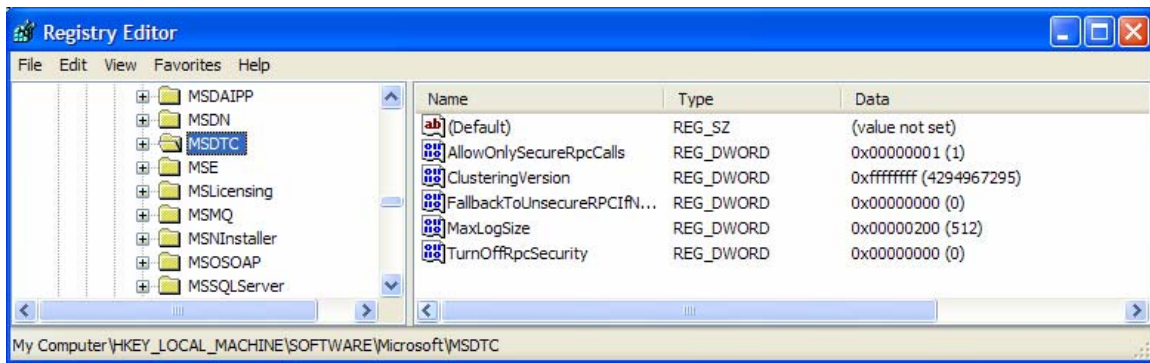 Registry Editor
File Edit View Favorites Help
MSDAIPP
MSDN
MSDTC
MSE
MSLicensing
MSMQ
MSNInstaller
MSOSOAP
MSSQLServer
Name Type Data
(Default) REG_SZ (value not set)
AllowOnlySecureRpcCalls REG_DWORD 0x00000001 (1)
ClusteringVersion REG_DWORD 0xffffffff (4294967295)
FallbackToUnsecureRPCIfN... REG_DWORD 0x00000000 (0)
MaxLogSize REG_DWORD 0x00000200 (512)
TurnOffRpcSecurity REG_DWORD 0x00000000 (0)
My Computer\HKEY_LOCAL_MACHINE\SOFTWARE\Microsoft\MSDTC